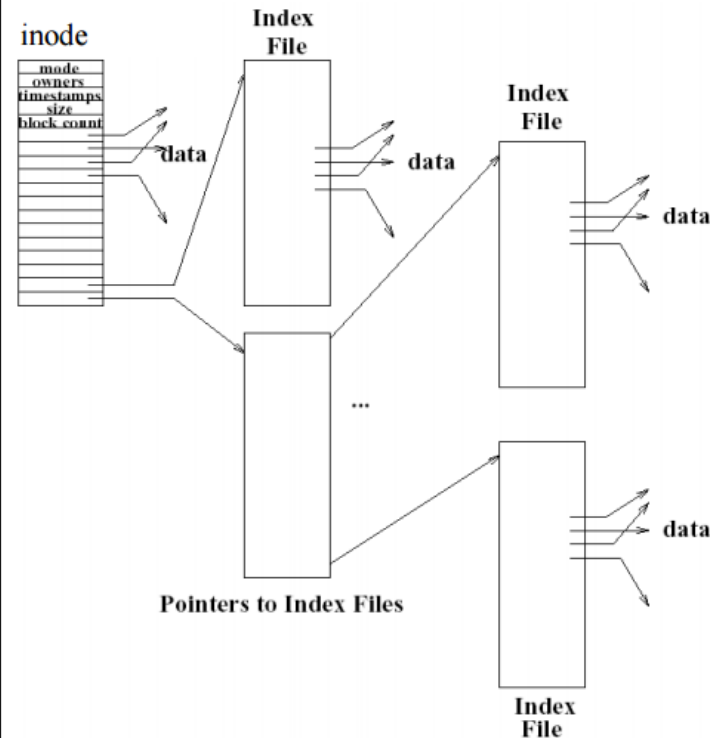 inode
mode
owners
timestamps
size
block count
data
Index
File
data
Index
File
data
...
Pointers to Index Files
data
Index
File